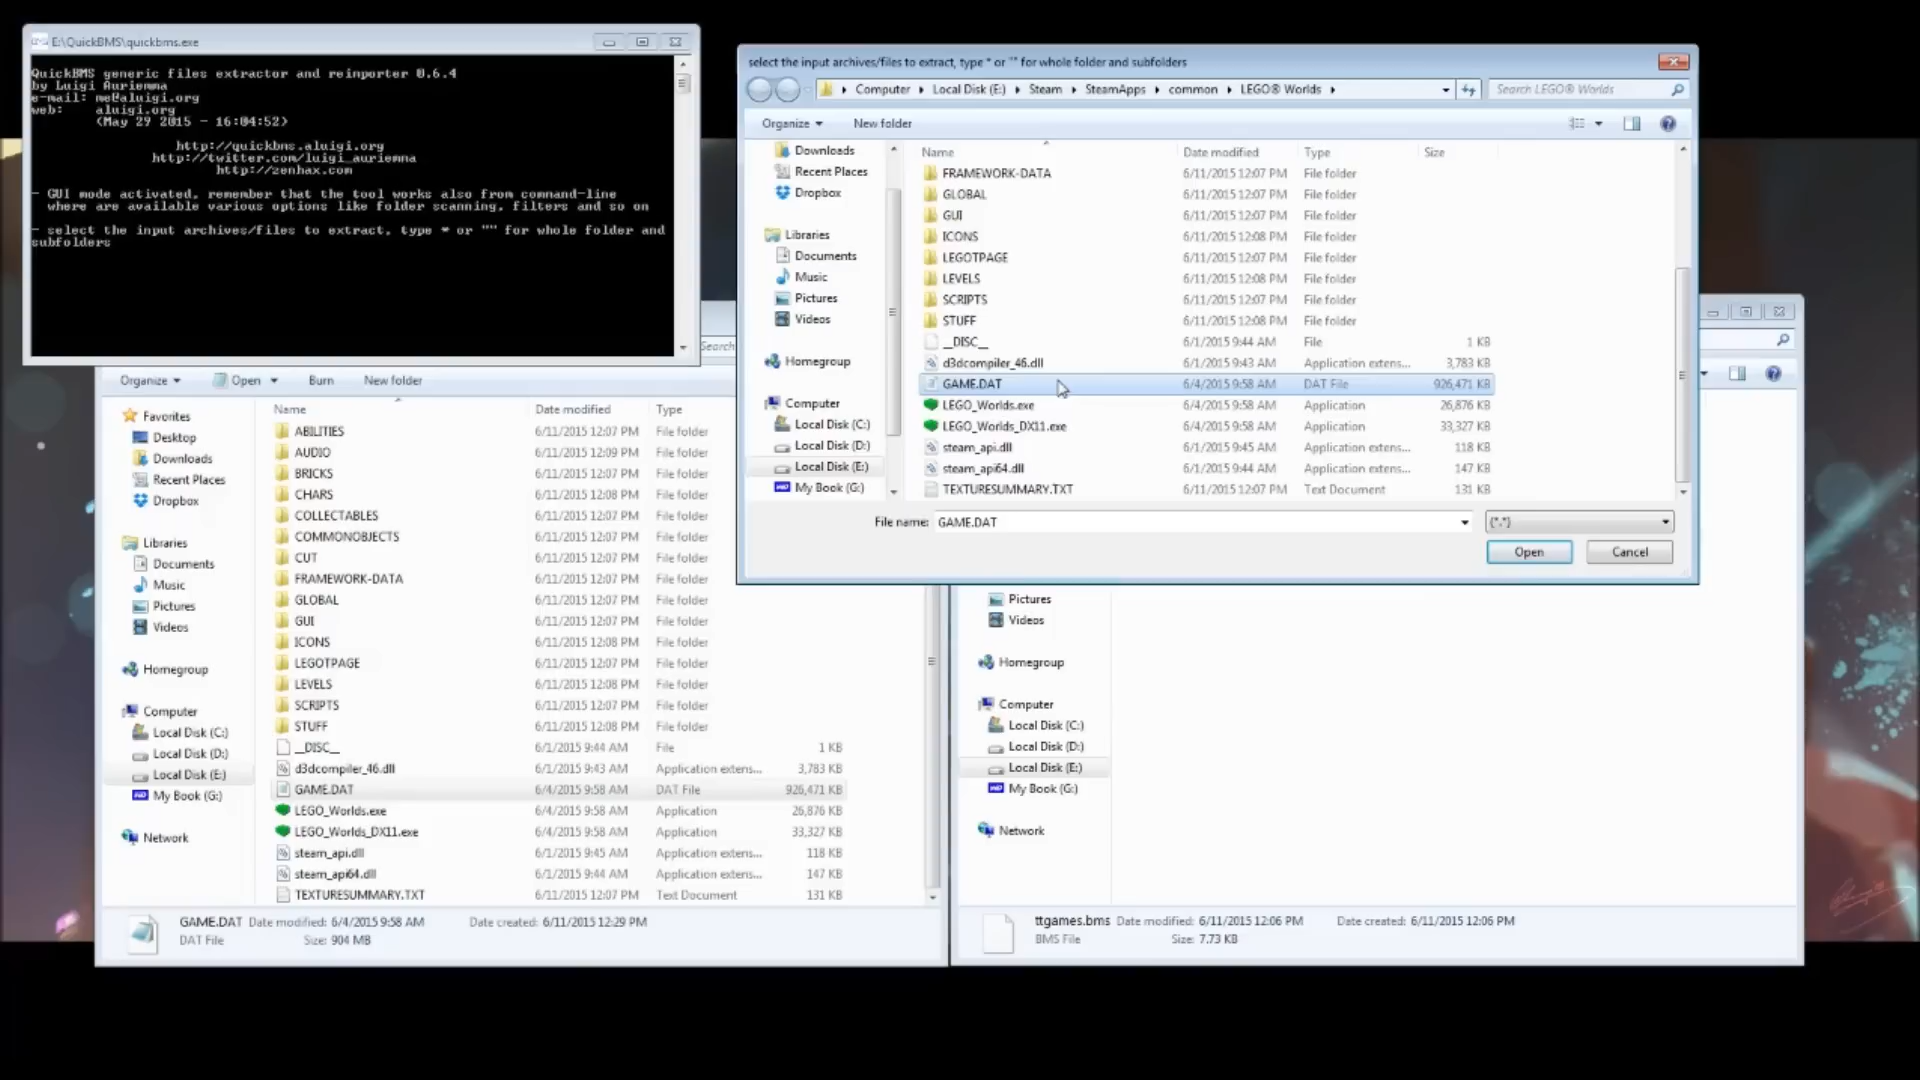 E:\QuickBMS\quickbms.exe
QuickBMS generic files extractor and reimporter 0.6.4
by Luigi Auriemma
e-mail: me@aluigi.org
web: aluigi.org
(May 29 2015 - 16:04:52)
http://quickbms.aluigi.org
http://twitter.com/luigi_auriemma
http://zenhax.com
- GUI mode activated, remember that the tool works also from command-line
where are available various options like folder scanning, filters and so on
- select the input archives/files to extract, type * or "" for whole folder and
subfolders
select the input archives/files to extract, type * or "" for whole folder and subfolders
Computer Local Disk (E:) Steam SteamApps common LEGO® Worlds
Search LEGO® Worlds
Organize New folder
Downloads
Recent Places
Dropbox
Libraries
Documents
Music
Pictures
Videos
Homegroup
Computer
Local Disk (C:)
Local Disk (D:)
Local Disk (E:)
My Book (G:)
Name Date modified Type Size
FRAMEWORK-DATA 6/11/2015 12:07 PM File folder
GLOBAL 6/11/2015 12:07 PM File folder
GUI 6/11/2015 12:07 PM File folder
ICONS 6/11/2015 12:08 PM File folder
LEGOTPAGE 6/11/2015 12:07 PM File folder
LEVELS 6/11/2015 12:08 PM File folder
SCRIPTS 6/11/2015 12:07 PM File folder
STUFF 6/11/2015 12:08 PM File folder
__DISC__ 6/1/2015 9:44 AM File 1 KB
d3dcompiler_46.dll 6/1/2015 9:43 AM Application extens... 3,783 KB
GAME.DAT 6/4/2015 9:58 AM DAT File 926,471 KB
LEGO_Worlds.exe 6/4/2015 9:58 AM Application 26,876 KB
LEGO_Worlds_DX11.exe 6/4/2015 9:58 AM Application 33,327 KB
steam_api.dll 6/1/2015 9:45 AM Application extens... 118 KB
steam_api64.dll 6/1/2015 9:44 AM Application extens... 147 KB
TEXTURESUMMARY.TXT 6/11/2015 12:07 PM Text Document 131 KB
File name: GAME.DAT (*.*)
Open Cancel
Search
Organize Open Burn New folder
Favorites
Desktop
Downloads
Recent Places
Dropbox
Libraries
Documents
Music
Pictures
Videos
Homegroup
Computer
Local Disk (C:)
Local Disk (D:)
Local Disk (E:)
My Book (G:)
Network
Name Date modified Type
ABILITIES 6/11/2015 12:07 PM File folder
AUDIO 6/11/2015 12:09 PM File folder
BRICKS 6/11/2015 12:07 PM File folder
CHARS 6/11/2015 12:08 PM File folder
COLLECTABLES 6/11/2015 12:07 PM File folder
COMMONOBJECTS 6/11/2015 12:07 PM File folder
CUT 6/11/2015 12:07 PM File folder
FRAMEWORK-DATA 6/11/2015 12:07 PM File folder
GLOBAL 6/11/2015 12:07 PM File folder
GUI 6/11/2015 12:07 PM File folder
ICONS 6/11/2015 12:08 PM File folder
LEGOTPAGE 6/11/2015 12:07 PM File folder
LEVELS 6/11/2015 12:08 PM File folder
SCRIPTS 6/11/2015 12:07 PM File folder
STUFF 6/11/2015 12:08 PM File folder
__DISC__ 6/1/2015 9:44 AM File 1 KB
d3dcompiler_46.dll 6/1/2015 9:43 AM Application extens... 3,783 KB
GAME.DAT 6/4/2015 9:58 AM DAT File 926,471 KB
LEGO_Worlds.exe 6/4/2015 9:58 AM Application 26,876 KB
LEGO_Worlds_DX11.exe 6/4/2015 9:58 AM Application 33,327 KB
steam_api.dll 6/1/2015 9:45 AM Application extens... 118 KB
steam_api64.dll 6/1/2015 9:44 AM Application extens... 147 KB
TEXTURESUMMARY.TXT 6/11/2015 12:07 PM Text Document 131 KB
GAME.DAT Date modified: 6/4/2015 9:58 AM Date created: 6/11/2015 12:29 PM
DAT File Size: 904 MB
Pictures
Videos
Homegroup
Computer
Local Disk (C:)
Local Disk (D:)
Local Disk (E:)
My Book (G:)
Network
ttgames.bms Date modified: 6/11/2015 12:06 PM Date created: 6/11/2015 12:06 PM
BMS File Size: 7.73 KB